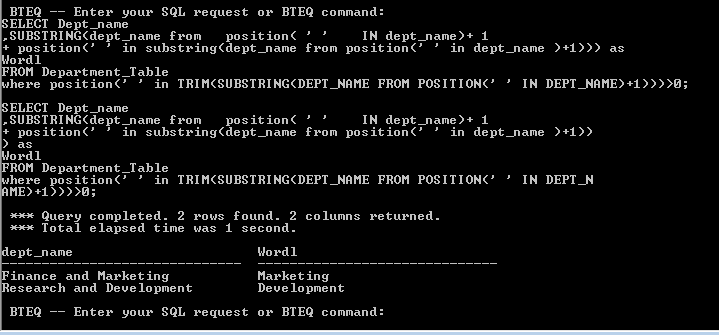 BTEQ -- Enter your SQL request or BTEQ command:
SELECT Dept_name
,SUBSTRING(dept_name from   position( ' '    IN dept_name)+ 1
+ position(' ' in substring(dept_name from position(' ' in dept_name )+1))) as
Wordl
FROM Department_Table
where position(' ' in TRIM(SUBSTRING(DEPT_NAME FROM POSITION(' ' IN DEPT_NAME)+1)))>0;
SELECT Dept_name
,SUBSTRING(dept_name from   position( ' '    IN dept_name)+ 1
+ position(' ' in substring(dept_name from position(' ' in dept_name )+1))
) as
Wordl
FROM Department_Table
where position(' ' in TRIM(SUBSTRING(DEPT_NAME FROM POSITION(' ' IN DEPT_N
AME)+1)))>0;
*** Query completed. 2 rows found. 2 columns returned.
*** Total elapsed time was 1 second.
dept_name                       Wordl
------------------------------  ------------------------------
Finance and Marketing           Marketing
Research and Development        Development
BTEQ -- Enter your SQL request or BTEQ command: